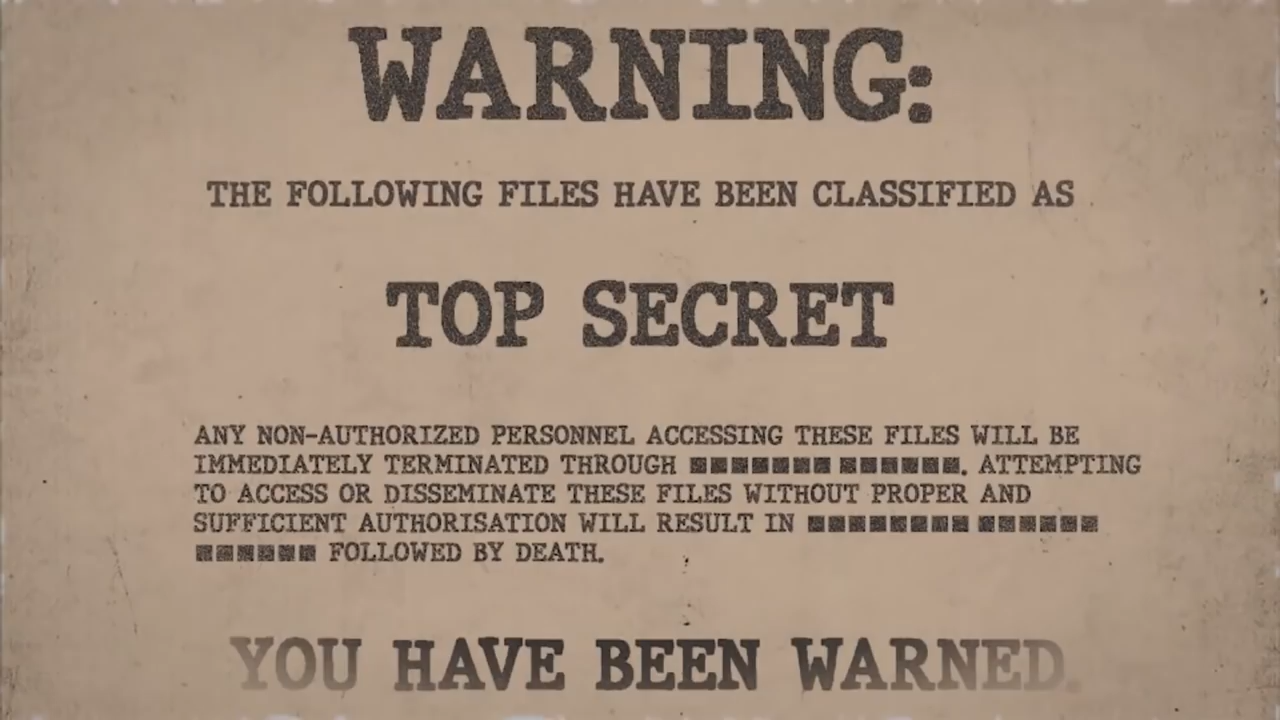 WARNING:
THE FOLLOWING FILES HAVE BEEN CLASSIFIED AS
TOP SECRET
ANY NON-AUTHORIZED PERSONNEL ACCESSING THESE FILES WILL BE
IMMEDIATELY TERMINATED THROUGH ■■■■■■■ ■■■■■■. ATTEMPTING
TO ACCESS OR DISSEMINATE THESE FILES WITHOUT PROPER AND
SUFFICIENT AUTHORISATION WILL RESULT IN ■■■■■■■■ ■■■■■■
■■■■■■ FOLLOWED BY DEATH.
YOU HAVE BEEN WARNED.